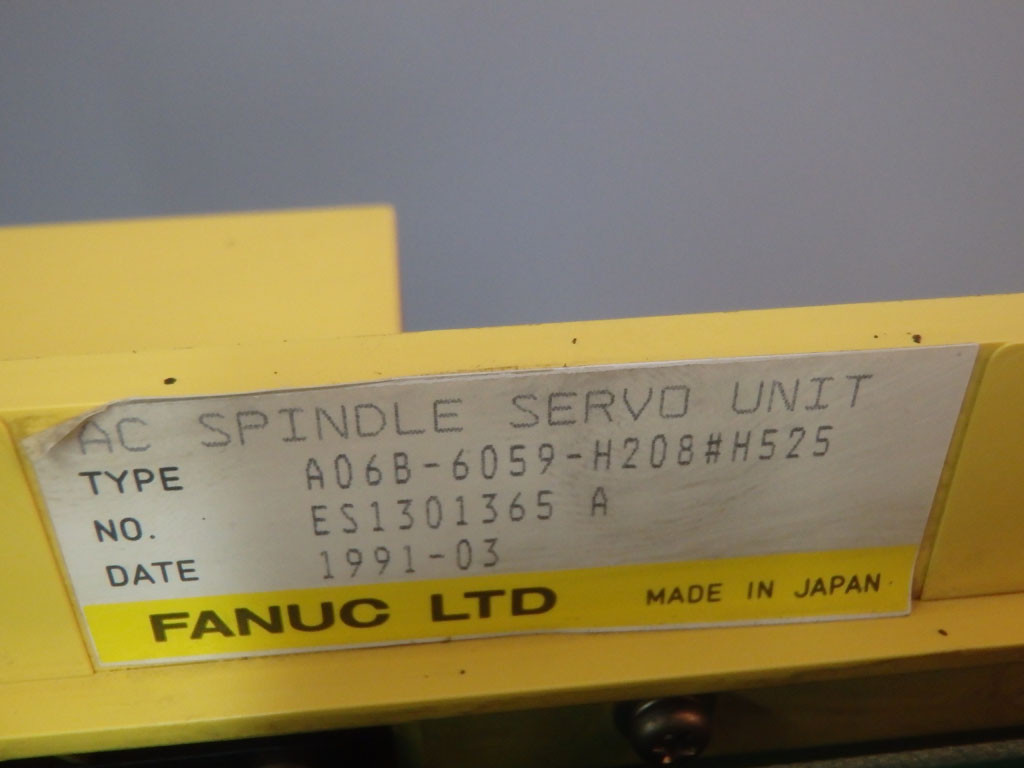 AC SPINDLE SERVO UNIT
TYPE A06B-6059-H208#H525
NO. ES1301365 A
DATE 1991-03
FANUC LTD MADE IN JAPAN